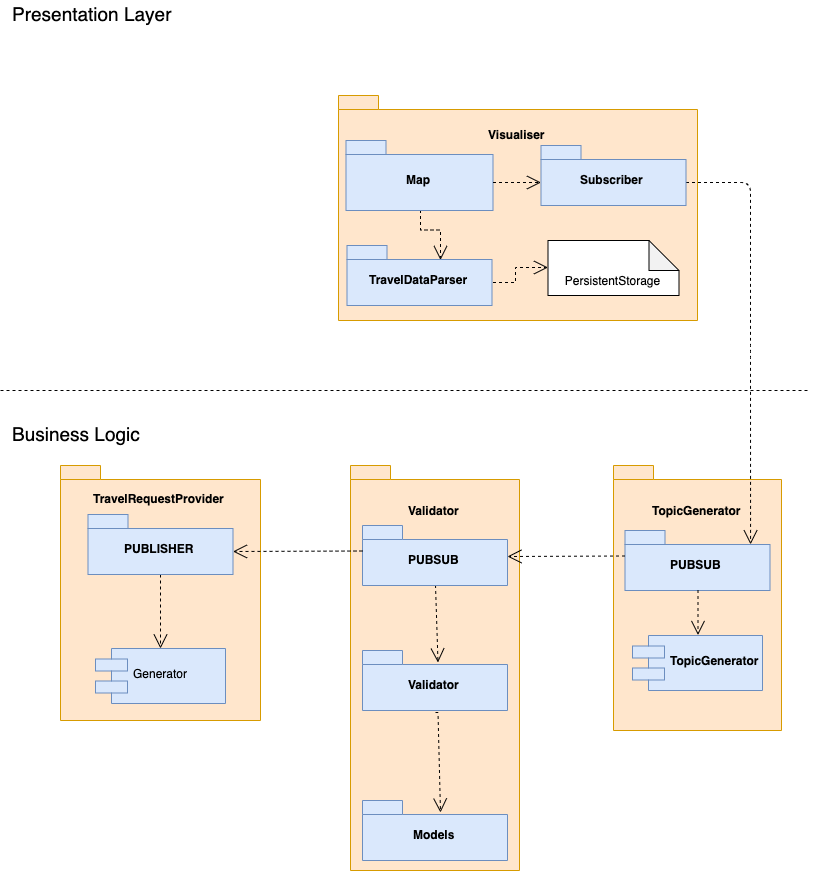 Presentation Layer
Visualiser
Map
Subscriber
TravelDataParser
PersistentStorage
Business Logic
TravelRequestProvider
PUBLISHER
Generator
Validator
PUBSUB
Validator
Models
TopicGenerator
PUBSUB
TopicGenerator